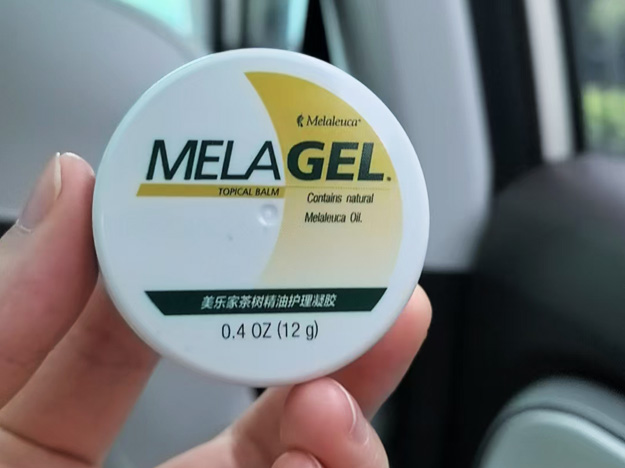 Melaleuca
MELAGEL.
TOPICAL BALM
Contains natural
Melaleuca Oil.
美乐家茶树精油护理凝胶
0.4 OZ (12 g)